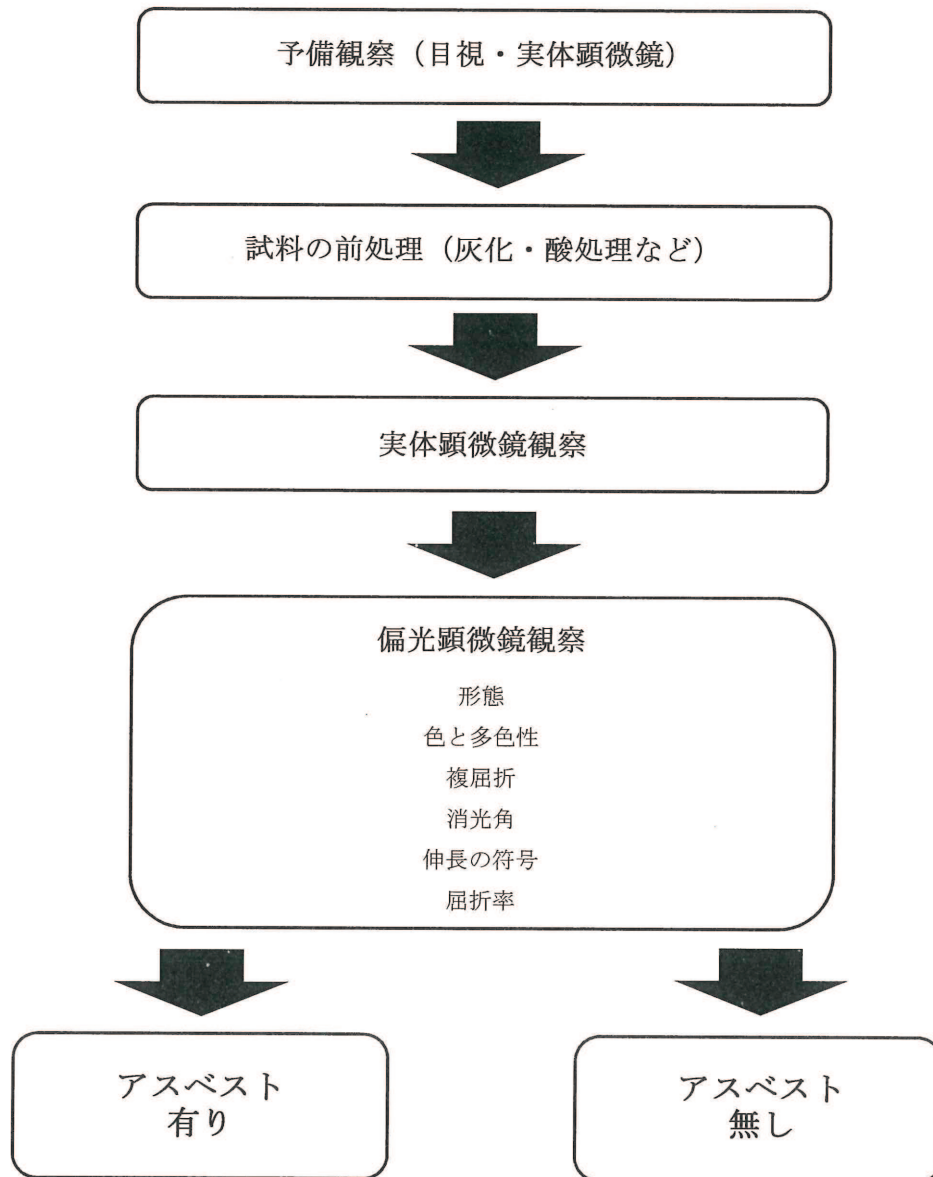 予備観察（目視・実体顕微鏡）
試料の前処理（灰化・酸処理など）
実体顕微鏡観察
偏光顕微鏡観察
形態
色と多色性
複屈折
消光角
伸長の符号
屈折率
アスベスト
有り
アスベスト
無し